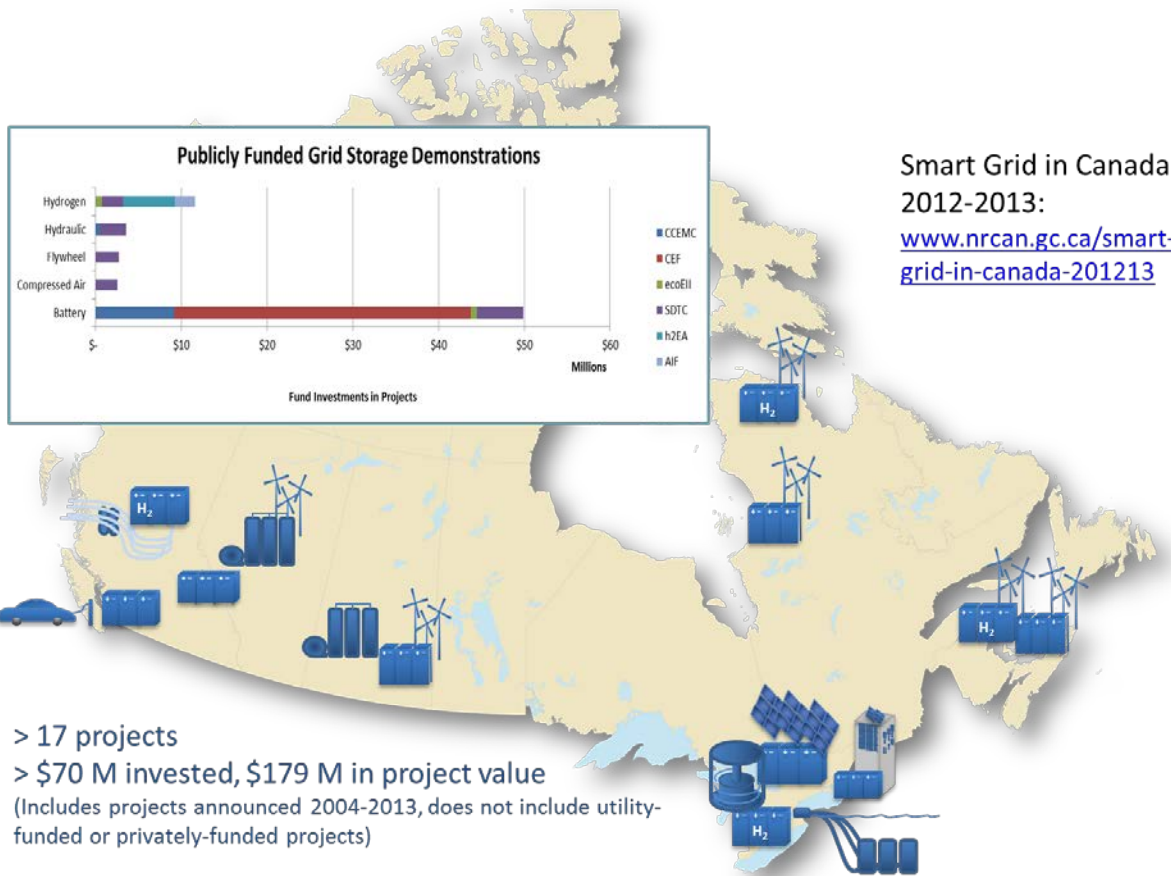 Publicly Funded Grid Storage Demonstrations
Hydrogen
Hydraulic
Flywheel
Compressed Air
Battery
$- $10 $20 $30 $40 $50 $60
Millions
Fund Investments in Projects
CCEMC
CEF
ecoEII
SDTC
h2EA
AIF
Smart Grid in Canada
2012-2013:
www.nrcan.gc.ca/smart-
grid-in-canada-201213
H2
H2
H2
H2
> 17 projects
> $70 M invested, $179 M in project value
(Includes projects announced 2004-2013, does not include utility-
funded or privately-funded projects)